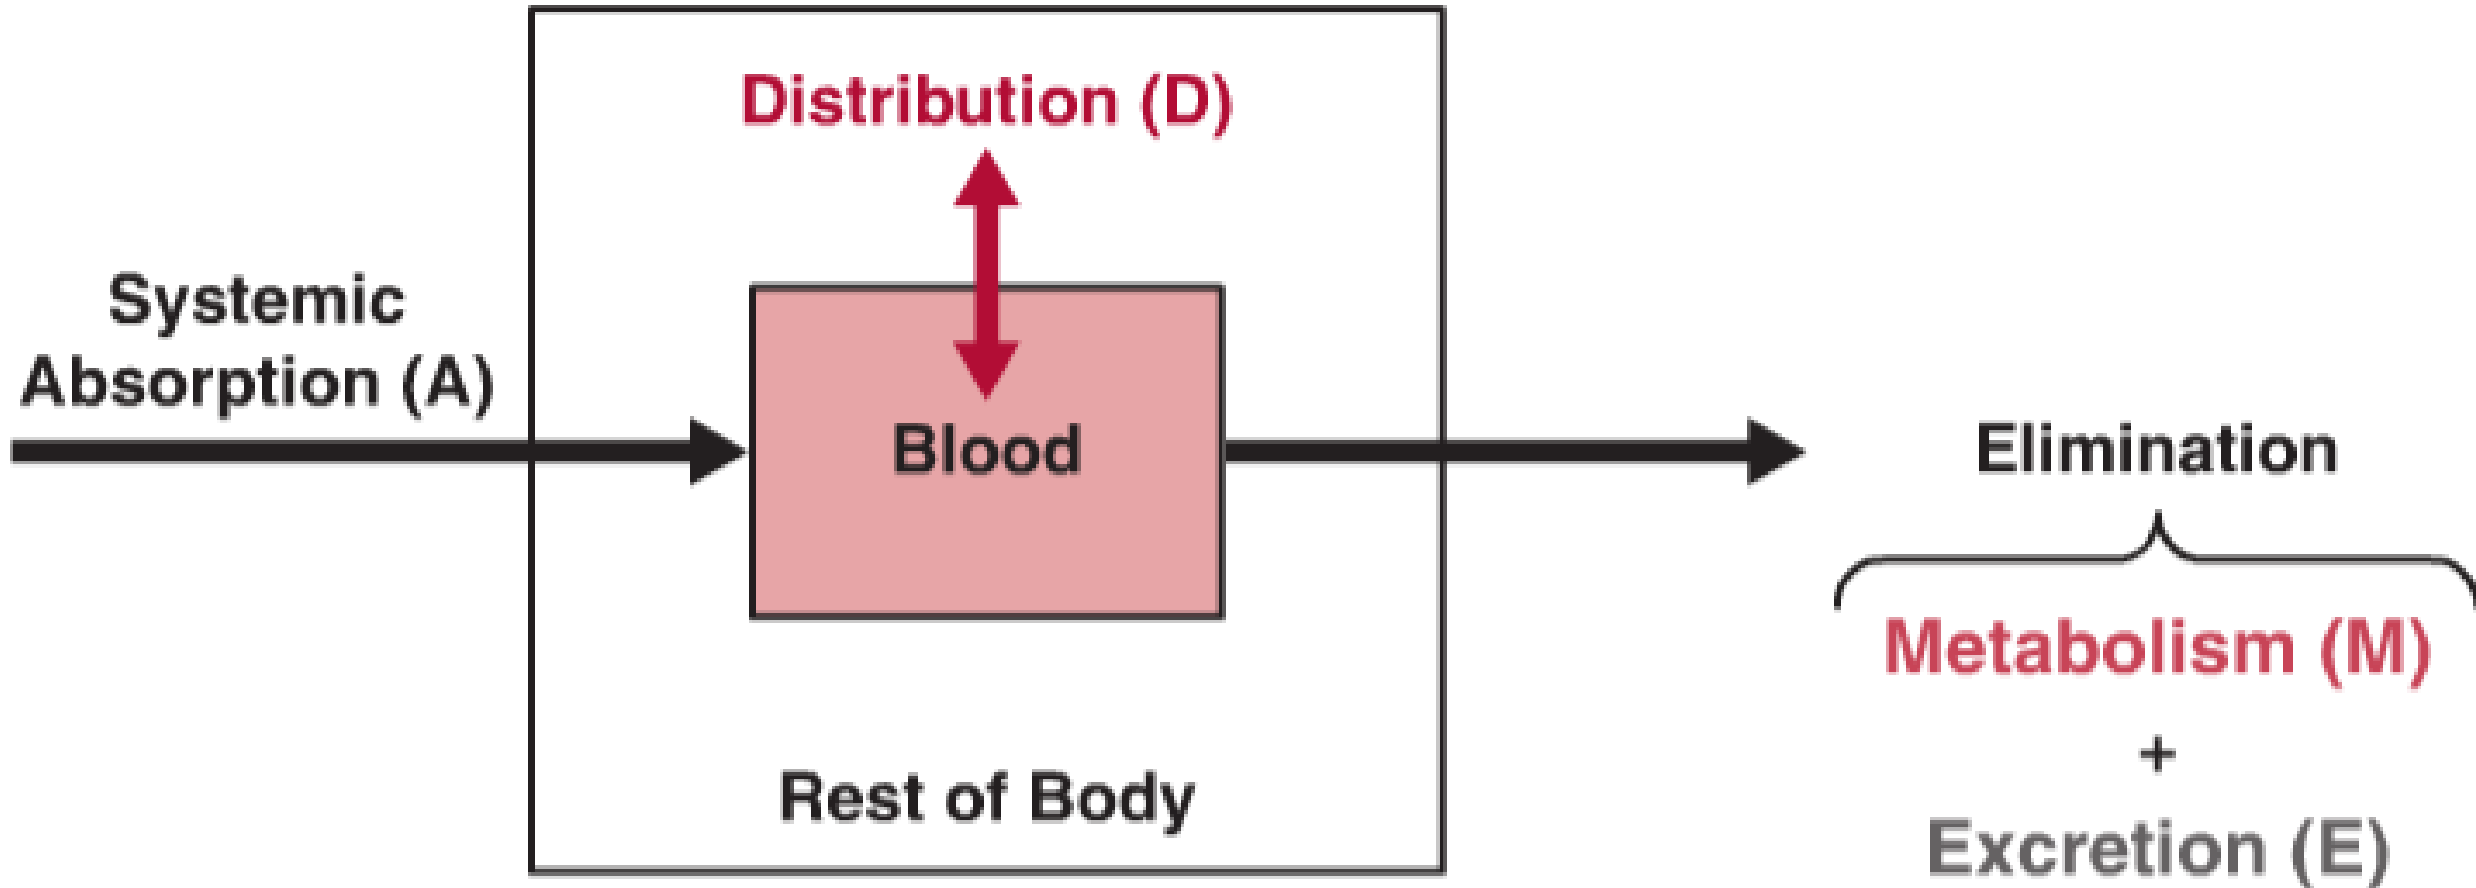 Distribution (D)
Systemic
Absorption (A)
Blood
Rest of Body
Elimination
Metabolism (M)
+
Excretion (E)